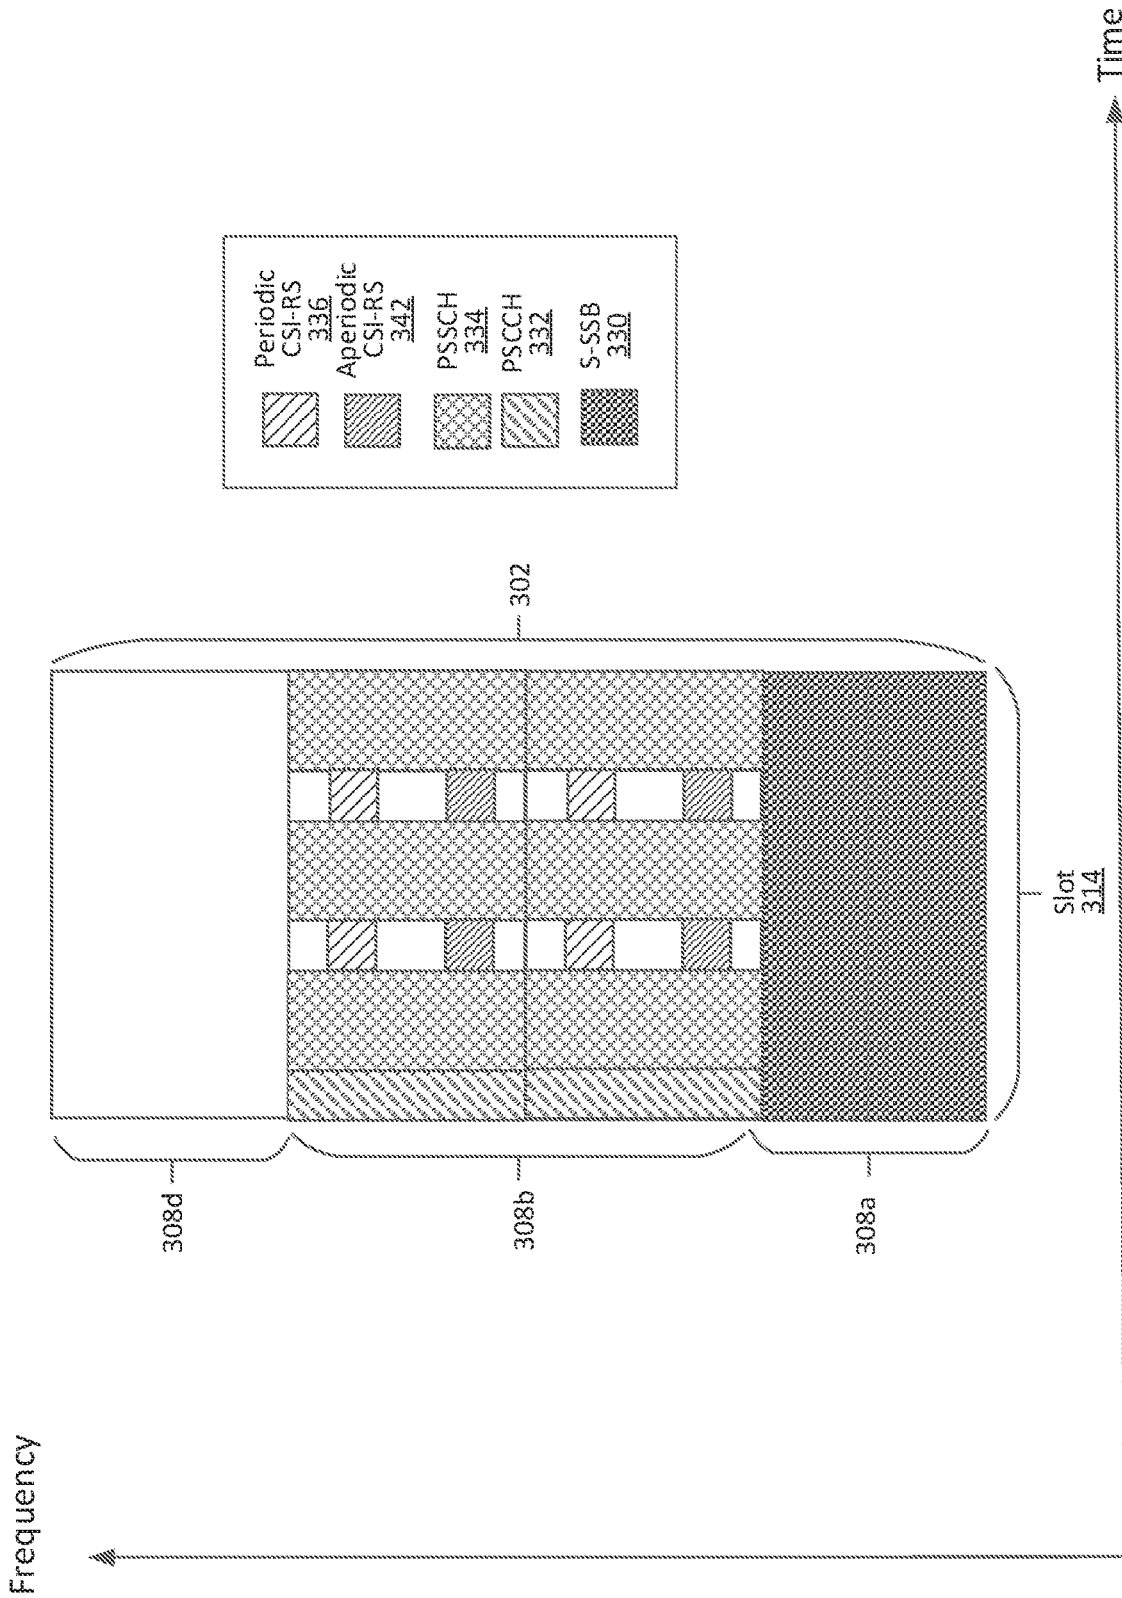 Frequency
308d
308b
308a
302
Slot
314
Periodic
CSI-RS
336
Aperiodic
CSI-RS
342
PSSCH
334
PSCCH
332
S-SSB
330
Time